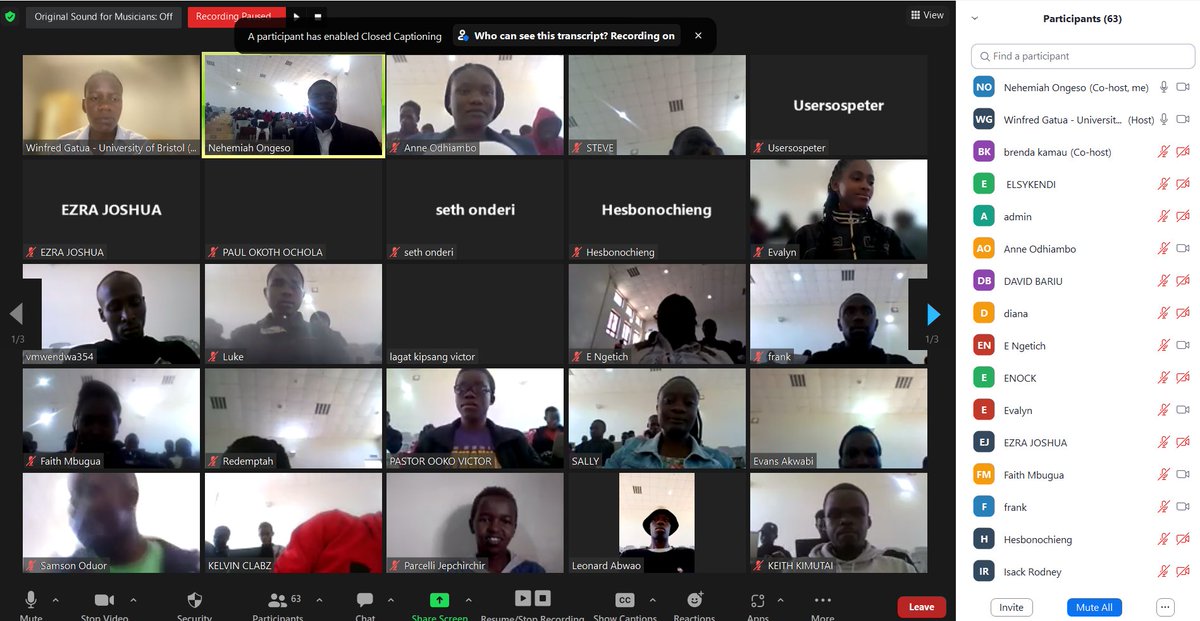 Original Sound for Musicians: Off
Recording Paused
View
A participant has enabled Closed Captioning
Who can see this transcript? Recording on
Winfred Gatua - University of Bristol (...
Nehemiah Ongeso
Anne Odhiambo
STEVE
Usersospeter
Usersospeter
EZRA JOSHUA
EZRA JOSHUA
PAUL OKOTH OCHOLA
seth onderi
seth onderi
Hesbonochieng
Hesbonochieng
Evalyn
1/3
vmwendwa354
Luke
lagat kipsang victor
E Ngetich
frank
1/3
Faith Mbugua
Redemptah
PASTOR OOKO VICTOR
SALLY
Evans Akwabi
Samson Oduor
KELVIN CLABZ
Parcelli Jepchirchir
Leonard Abwao
KEITH KIMUTAI
Mute
Stop Video
Security
63
Participants
Chat
Share Screen
Resume/Stop Recording
CC
Show Captions
Reactions
Apps
More
Leave
Participants (63)
Find a participant
NO Nehemiah Ongeso (Co-host, me)
WG Winfred Gatua - Universit... (Host)
BK brenda kamau (Co-host)
E ELSYKENDI
A admin
AO Anne Odhiambo
DB DAVID BARIU
D diana
EN E Ngetich
E ENOCK
E Evalyn
EJ EZRA JOSHUA
FM Faith Mbugua
F frank
H Hesbonochieng
IR Isack Rodney
Invite
Mute All